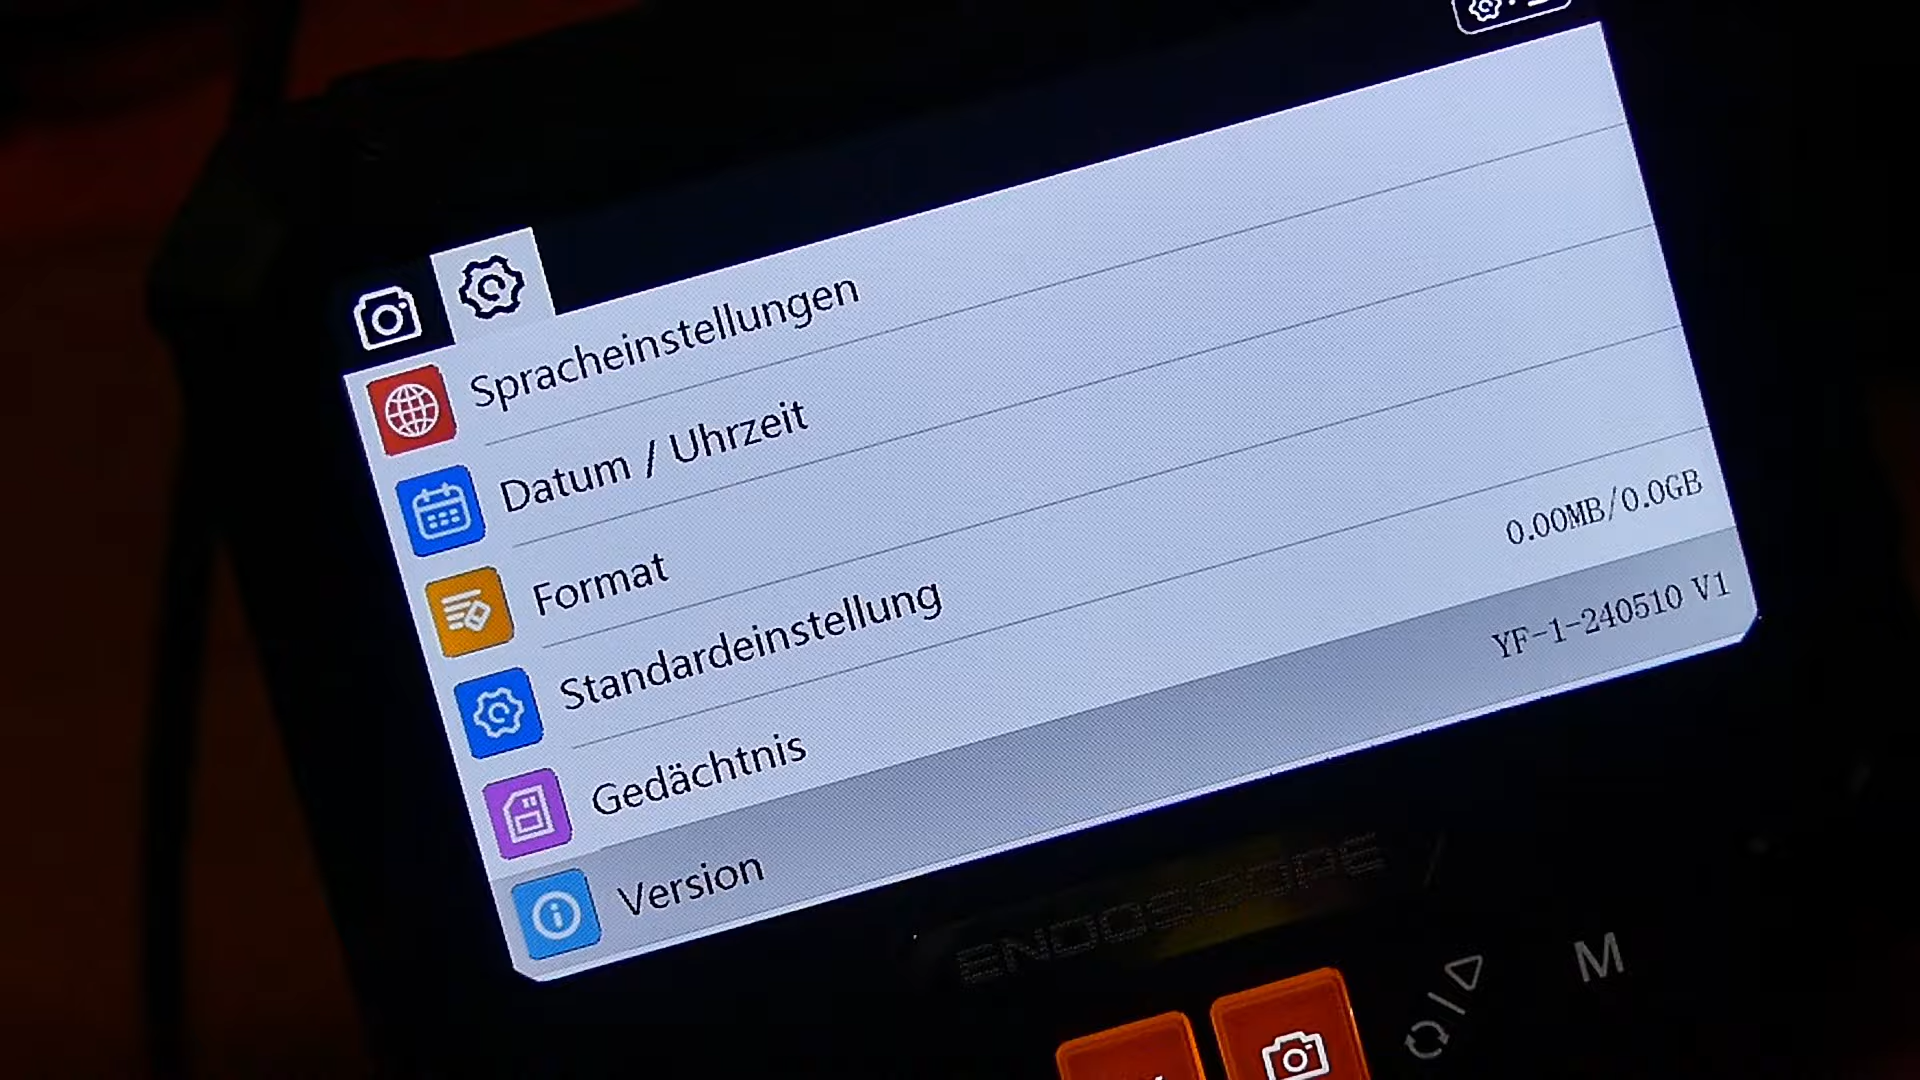 Spracheinstellungen
Datum / Uhrzeit
Format
Standardeinstellung
Gedächtnis 0.00MB/0.0GB
Version YF-1-240510 V1
ENDOSCOPE
M